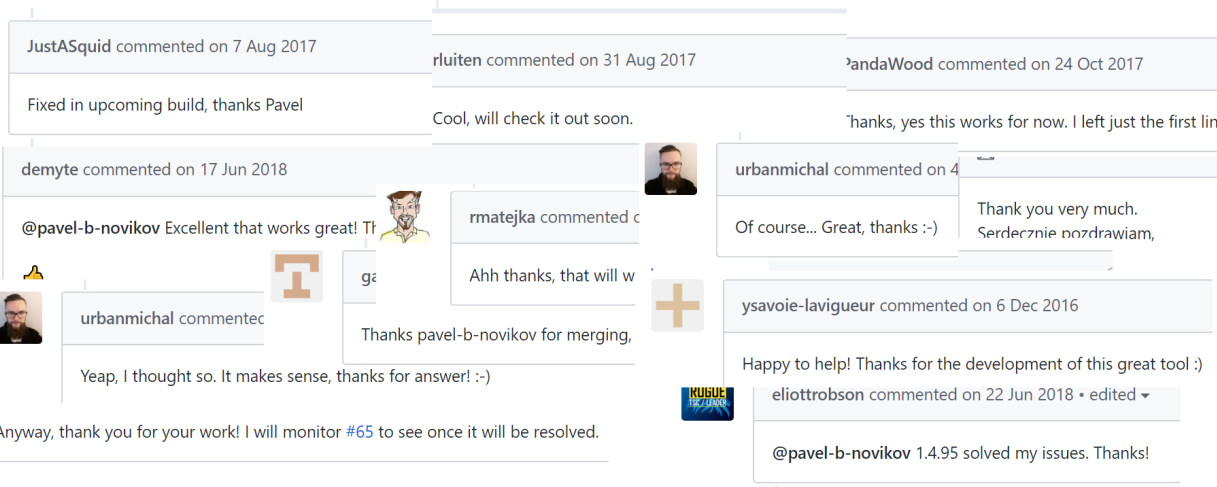 JustASquid commented on 7 Aug 2017
Fixed in upcoming build, thanks Pavel
rluiten commented on 31 Aug 2017
Cool, will check it out soon.
PandaWood commented on 24 Oct 2017
Thanks, yes this works for now. I left just the first lin
demyte commented on 17 Jun 2018
@pavel-b-novikov Excellent that works great! Th
rmatejka commented
Ahh thanks, that will w
urbanmichal commented on 4
Of course... Great, thanks :-)
Thank you very much.
Serdecznie pozdrawiam,
ga
Thanks pavel-b-novikov for merging,
urbanmichal commented
Yeap, I thought so. It makes sense, thanks for answer! :-)
Anyway, thank you for your work! I will monitor #65 to see once it will be resolved.
ysavoie-lavigueur commented on 6 Dec 2016
Happy to help! Thanks for the development of this great tool :)
ROGUE
TSIC / LEADER
eliottrobson commented on 22 Jun 2018 • edited
@pavel-b-novikov 1.4.95 solved my issues. Thanks!